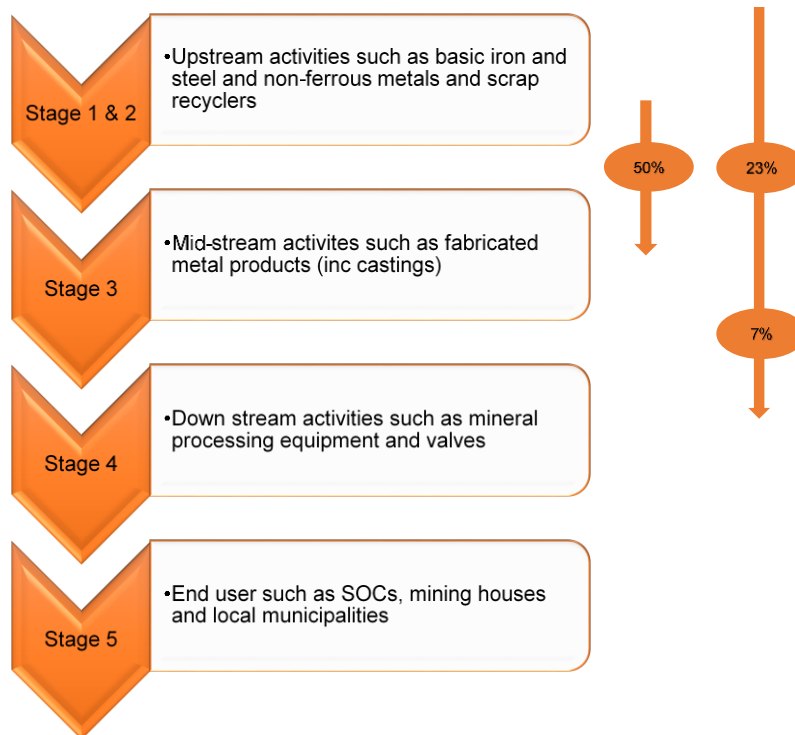 Stage 1 & 2
•Upstream activities such as basic iron and
steel and non-ferrous metals and scrap
recyclers
50%
23%
Stage 3
•Mid-stream activites such as fabricated
metal products (inc castings)
7%
Stage 4
•Down stream activities such as mineral
processing equipment and valves
Stage 5
•End user such as SOCs, mining houses
and local municipalities